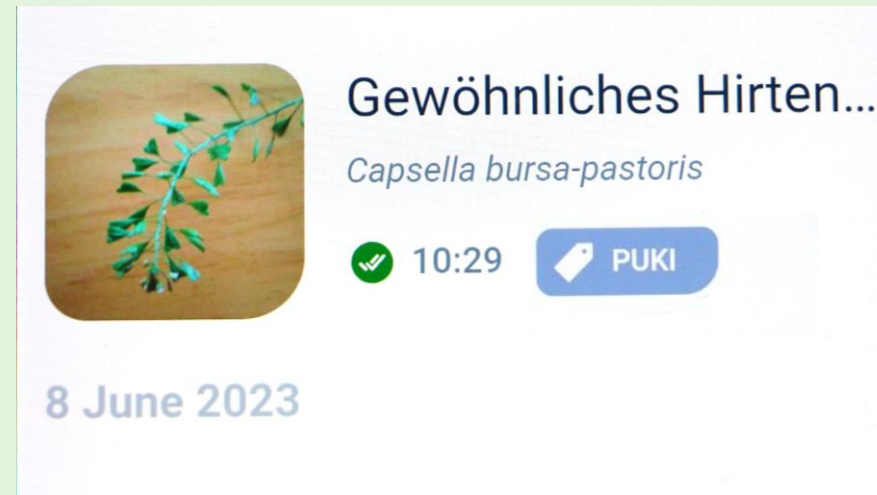 Gewöhnliches Hirten...
Capsella bursa-pastoris
10:29 PUKI
8 June 2023